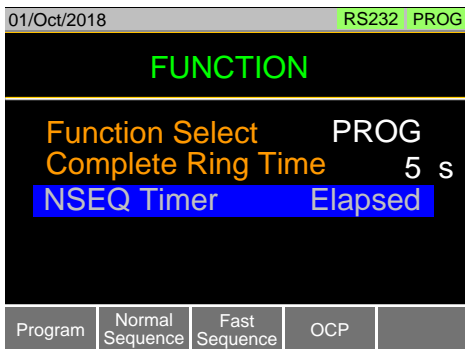 01/Oct/2018 RS232 PROG
FUNCTION
Function Select PROG
Complete Ring Time 5 s
NSEQ Timer Elapsed
Program Normal Sequence Fast Sequence OCP